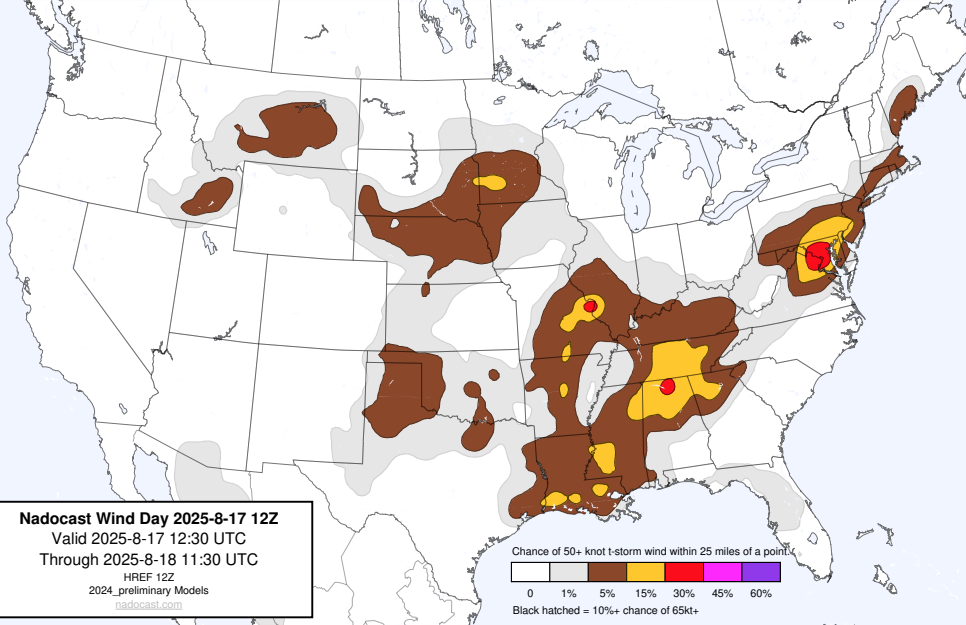 Nadocast Wind Day 2025-8-17 12Z
Valid 2025-8-17 12:30 UTC
Through 2025-8-18 11:30 UTC
HREF 12Z
2024_preliminary Models
nadocast.com
Chance of 50+ knot t-storm wind within 25 miles of a point.
0 1% 5% 15% 30% 45% 60%
Black hatched = 10%+ chance of 65kt+